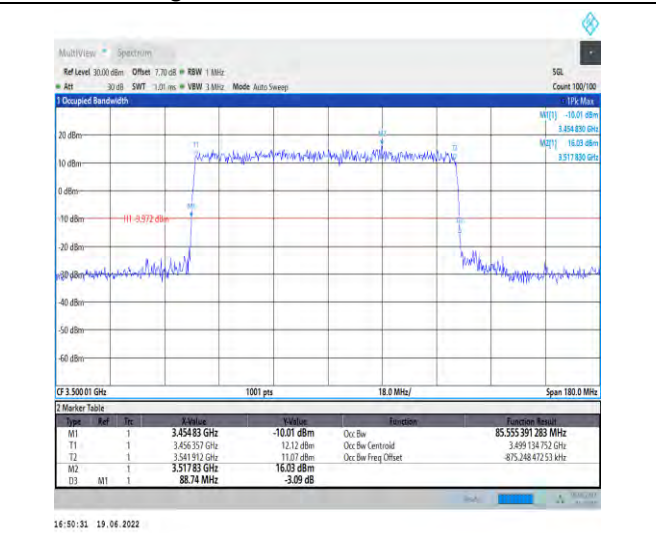 MultiView Spectrum
Ref Level 30.00 dBm Offset 7.70 dB RBW 1 MHz SGL
Att 30 dB SWT 1.01 ms VBW 3 MHz Mode Auto Sweep Count 100/100
1 Occupied Bandwidth 1Pk Max
M1[1] -10.01 dBm
3.454 830 GHz
M2[1] 16.03 dBm
3.517 830 GHz
20 dBm
T1 M2 T2
10 dBm
0 dBm
M1
-10 dBm H1 -9.972 dBm
D3
-20 dBm
-30 dBm
-40 dBm
-50 dBm
-60 dBm
CF 3.500 01 GHz 1001 pts 18.0 MHz/ Span 180.0 MHz
2 Marker Table
Type Ref Trc X-Value Y-Value Function Function Result
M1 1 3.454 83 GHz -10.01 dBm Occ Bw 85.555 391 283 MHz
T1 1 3.456 357 GHz 12.12 dBm Occ Bw Centroid 3.499 134 752 GHz
T2 1 3.541 912 GHz 11.07 dBm Occ Bw Freq Offset -875.248 472 53 kHz
M2 1 3.517 83 GHz 16.03 dBm
D3 M1 1 88.74 MHz -3.09 dB
16:50:31 19.06.2022